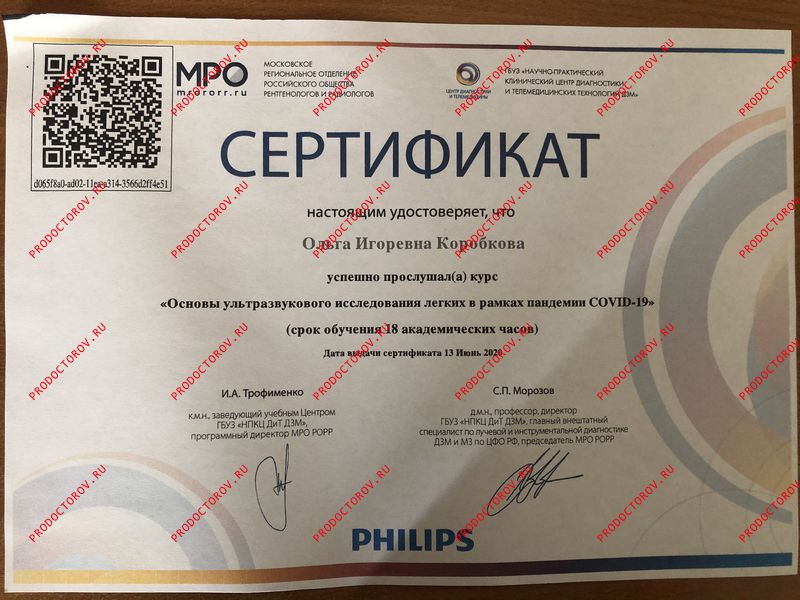 МРО
mrororr.ru
МОСКОВСКОЕ
РЕГИОНАЛЬНОЕ ОТДЕЛЕНИЕ
РОССИЙСКОГО ОБЩЕСТВА
РЕНТГЕНОЛОГОВ И РАДИОЛОГОВ
ЦЕНТР ДИАГНОСТИКИ
И ТЕЛЕМЕДИЦИНЫ
ГБУЗ «НАУЧНО-ПРАКТИЧЕСКИЙ
КЛИНИЧЕСКИЙ ЦЕНТР ДИАГНОСТИКИ
И ТЕЛЕМЕДИЦИНСКИХ ТЕХНОЛОГИЙ ДЗМ»
СЕРТИФИКАТ
настоящим удостоверяет, что
Ольга Игоревна Коробкова
успешно прослушал(а) курс
«Основы ультразвукового исследования легких в рамках пандемии COVID-19»
(срок обучения 18 академических часов)
Дата выдачи сертификата 13 Июнь 2020
И.А. Трофименко
к.м.н., заведующий учебным Центром
ГБУЗ «НПКЦ ДиТ ДЗМ»,
программный директор МРО РОРР
С.П. Морозов
д.м.н., профессор, директор
ГБУЗ «НПКЦ ДиТ ДЗМ», главный внештатный
специалист по лучевой и инструментальной диагностике
ДЗМ и МЗ по ЦФО РФ, председатель МРО РОРР
PHILIPS
PRODOCTOROV.RU